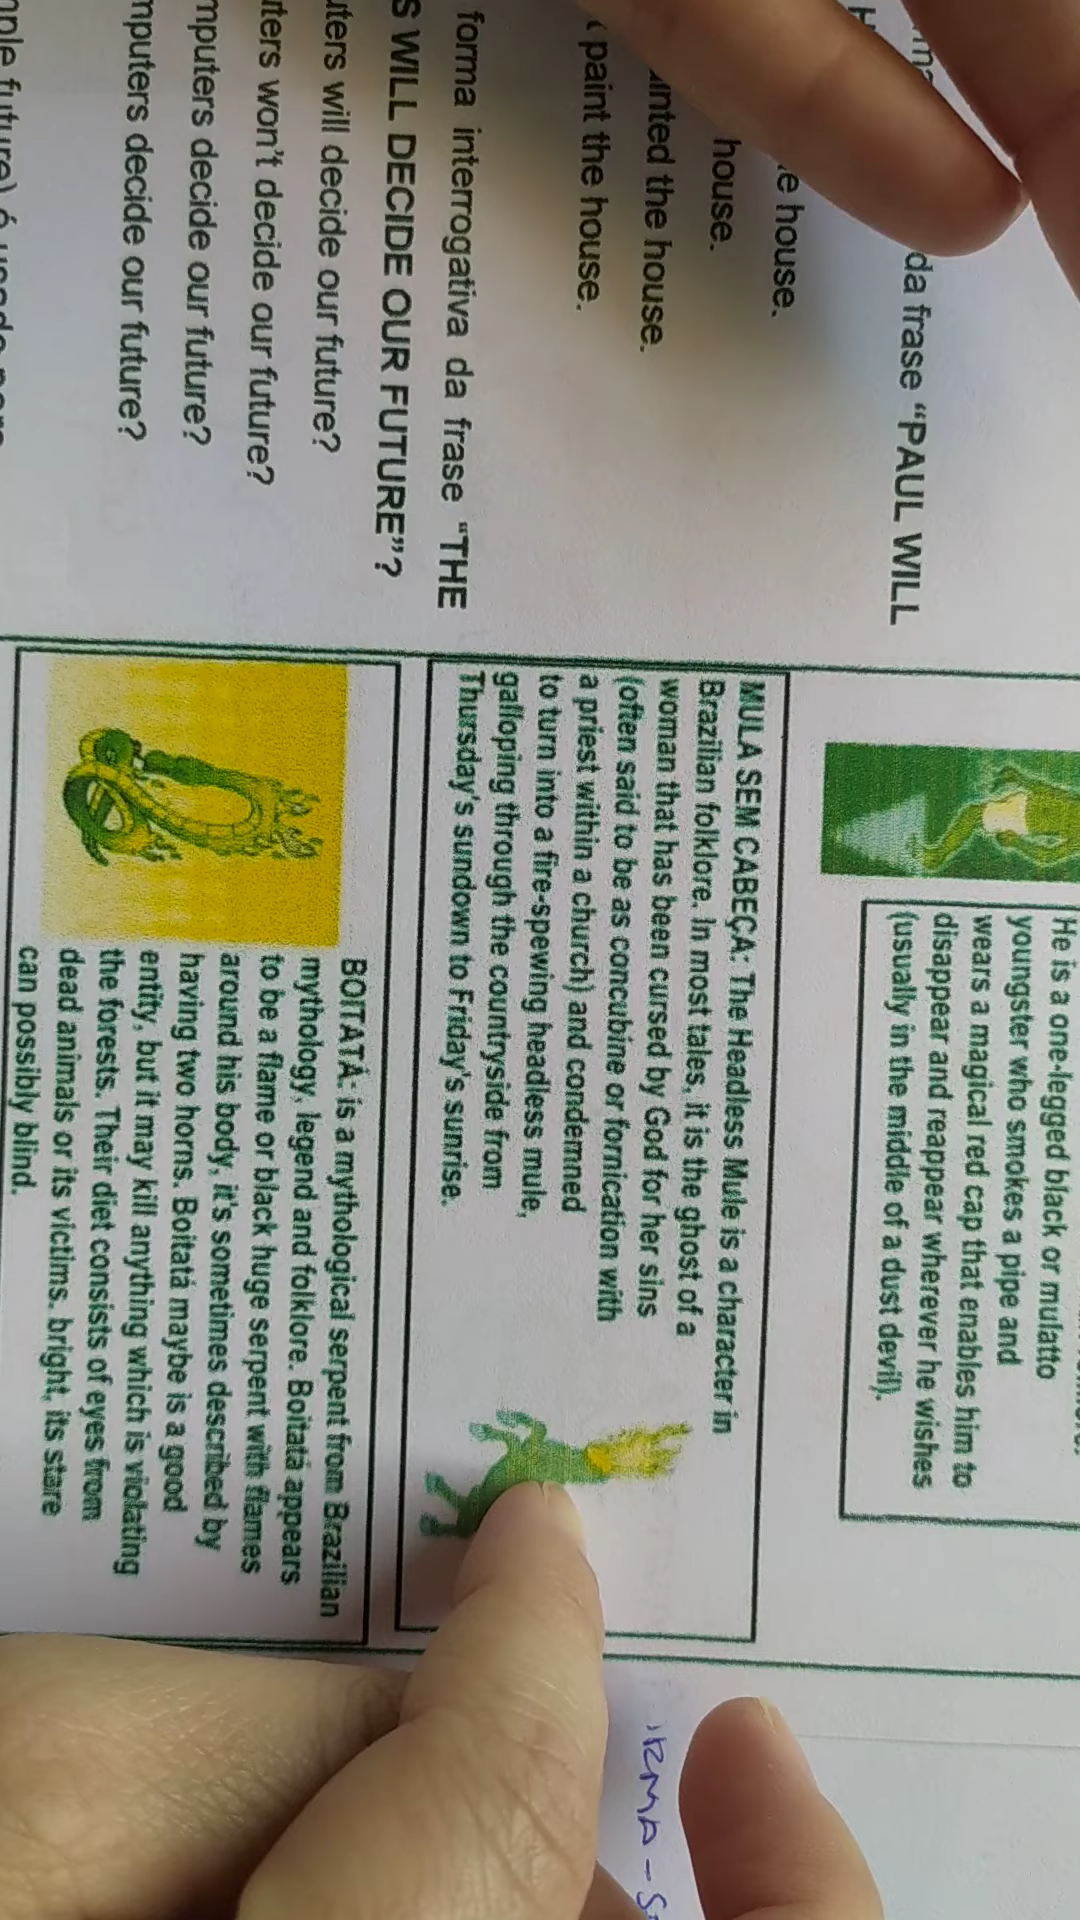 da frase “PAUL WILL
e house.
house.
inted the house.
paint the house.
forma interrogativa da frase “THE
S WILL DECIDE OUR FUTURE”?
uters will decide our future?
uters won't decide our future?
mputers decide our future?
mputers decide our future?
He is a one-legged black or mulatto
youngster who smokes a pipe and
wears a magical red cap that enables him to
disappear and reappear wherever he wishes
(usually in the middle of a dust devil).
MULA SEM CABEÇA: The Headless Mule is a character in
Brazilian folklore. In most tales, it is the ghost of a
woman that has been cursed by God for her sins
(often said to be as concubine or fornication with
a priest within a church) and condemned
to turn into a fire-spewing headless mule,
galloping through the countryside from
Thursday's sundown to Friday's sunrise.
BOITATÁ: is a mythological serpent from Brazilian
mythology, legend and folklore. Boitatá appears
to be a flame or black huge serpent with flames
around his body, it's sometimes described by
having two horns. Boitatá maybe is a good
entity, but it may kill anything which is violating
the forests. Their diet consists of eyes from
dead animals or its victims. bright, its stare
can possibly blind.